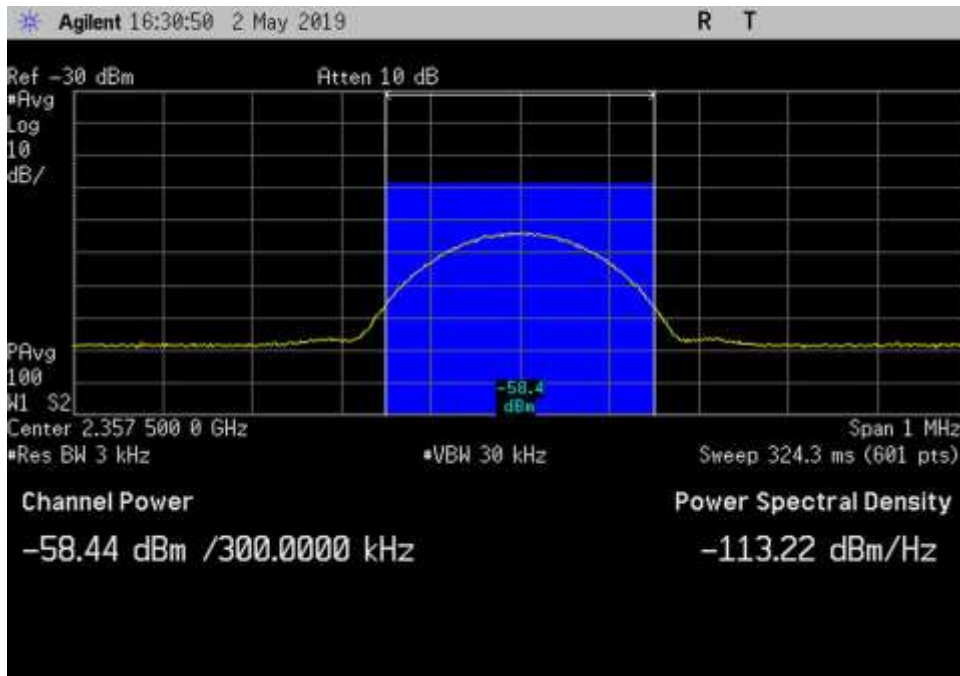 Agilent 16:30:50 2 May 2019 R T
Ref -30 dBm Atten 10 dB
#Avg
Log
10
dB/
PAvg
100
W1 S2
-58.4
dBm
Center 2.357 500 0 GHz Span 1 MHz
#Res BW 3 kHz #VBW 30 kHz Sweep 324.3 ms (601 pts)
Channel Power Power Spectral Density
-58.44 dBm /300.0000 kHz -113.22 dBm/Hz